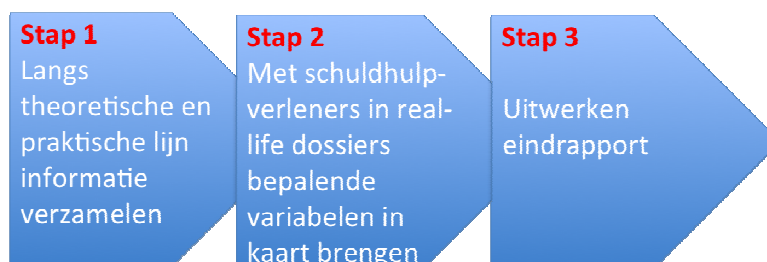 Stap 1
Langs
theoretische en
praktische lijn
informatie
verzamelen
Stap 2
Met schuldhulp-
verleners in real-
life dossiers
bepalende
variabelen in
kaart brengen
Stap 3
Uitwerken
eindrapport